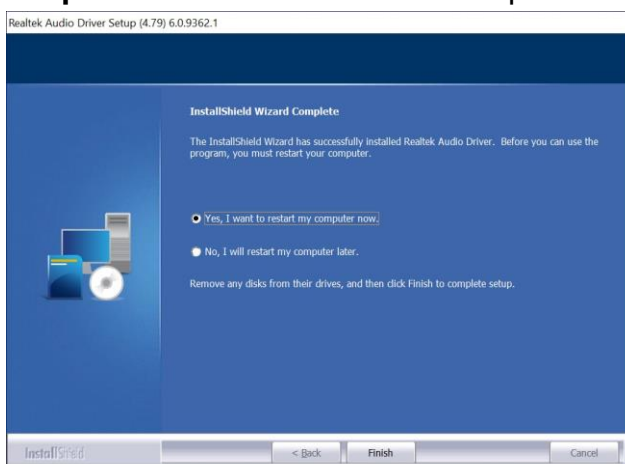 Realtek Audio Driver Setup (4.79) 6.0.9362.1
InstallShield Wizard Complete
The InstallShield Wizard has successfully installed Realtek Audio Driver. Before you can use the
program, you must restart your computer.
Yes, I want to restart my computer now.
No, I will restart my computer later.
Remove any disks from their drives, and then click Finish to complete setup.
InstallShield
< Back
Finish
Cancel